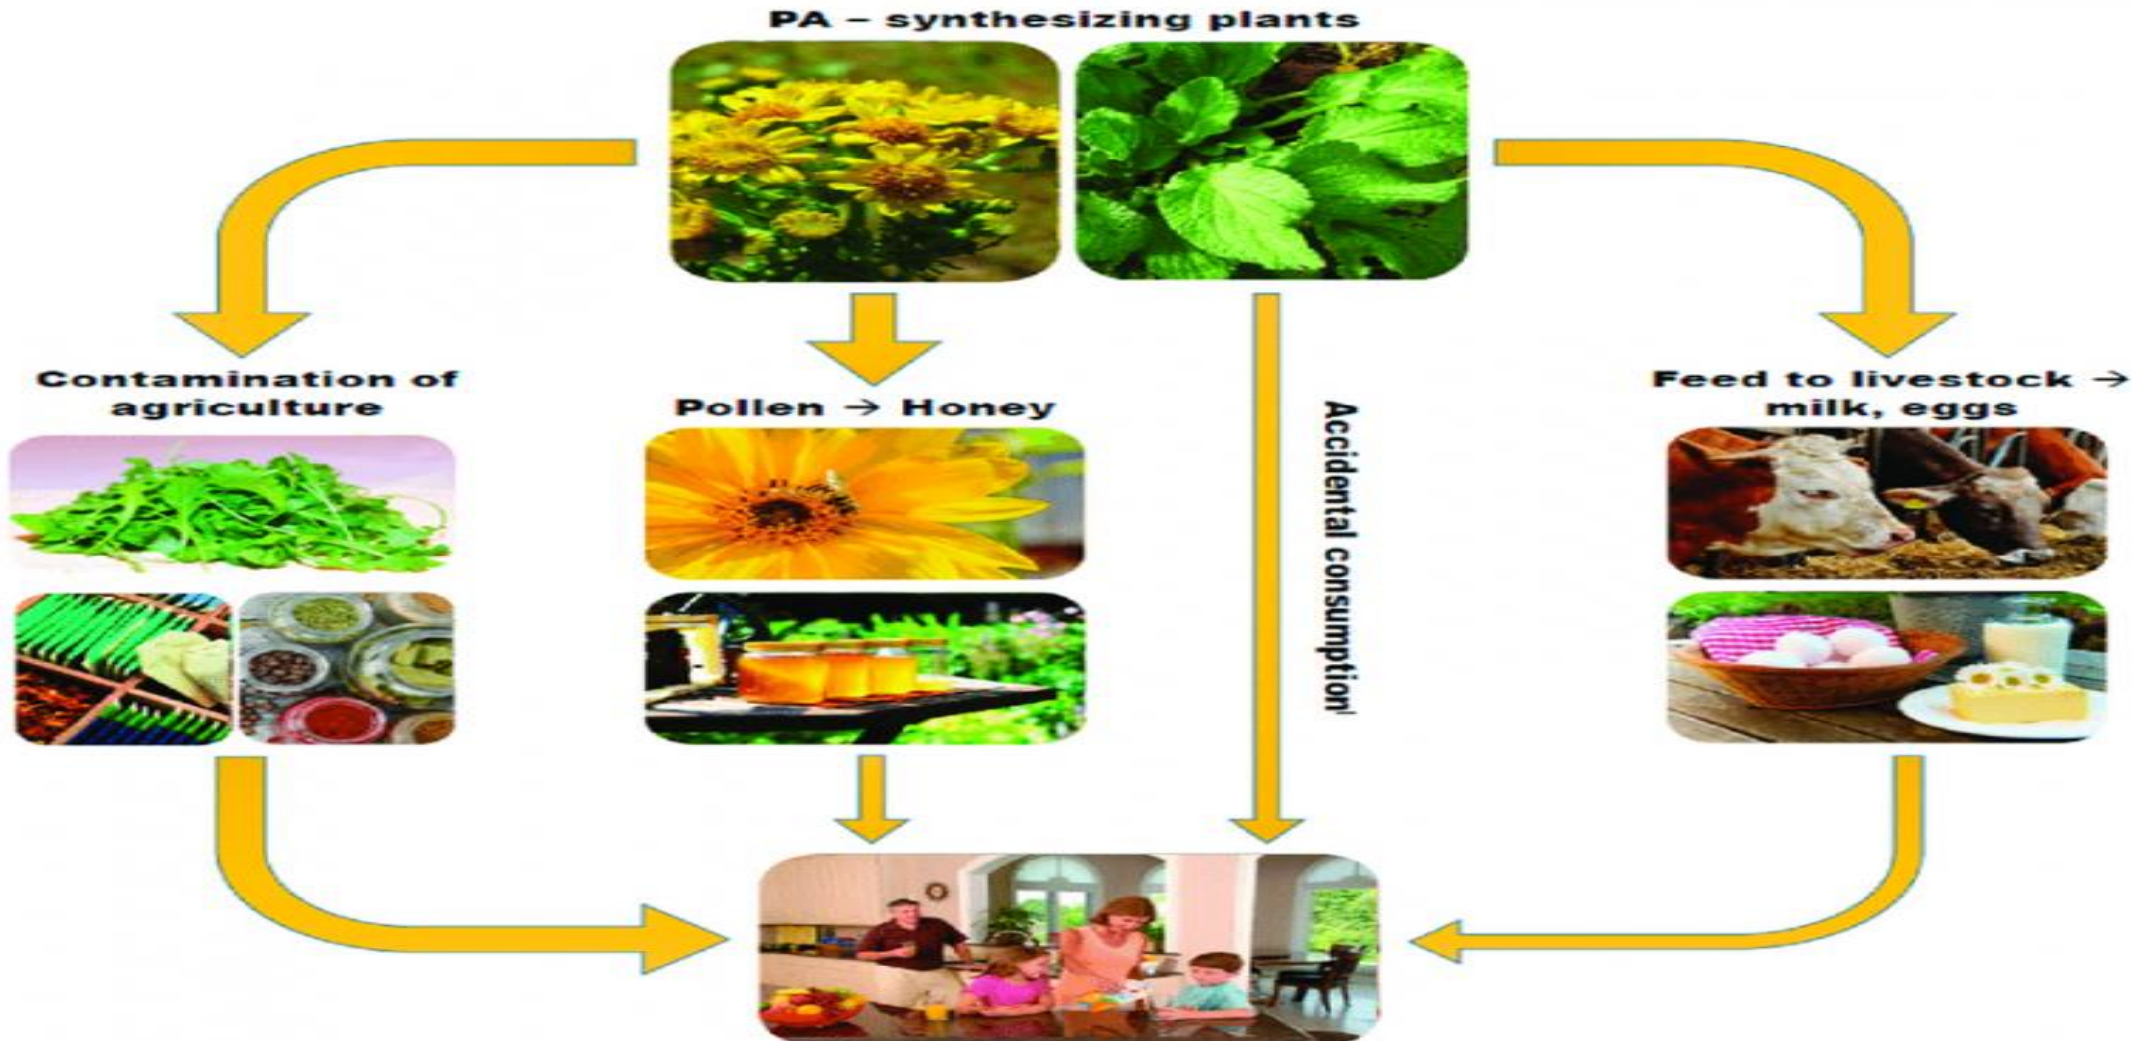 PA – synthesizing plants
Contamination of
agriculture
Pollen → Honey
Accidental consumption
Feed to livestock →
milk, eggs